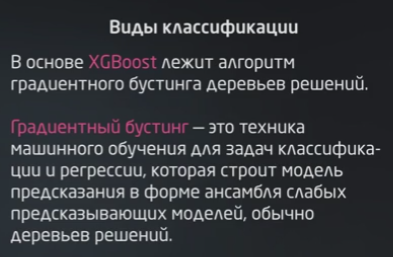 Виды классификации
В основе XGBoost лежит алгоритм
градиентного бустинга деревьев решений.
Градиентный бустинг — это техника
машинного обучения для задач классифика-
ции и регрессии, которая строит модель
предсказания в форме ансамбля слабых
предсказывающих моделей, обычно
деревьев решений.